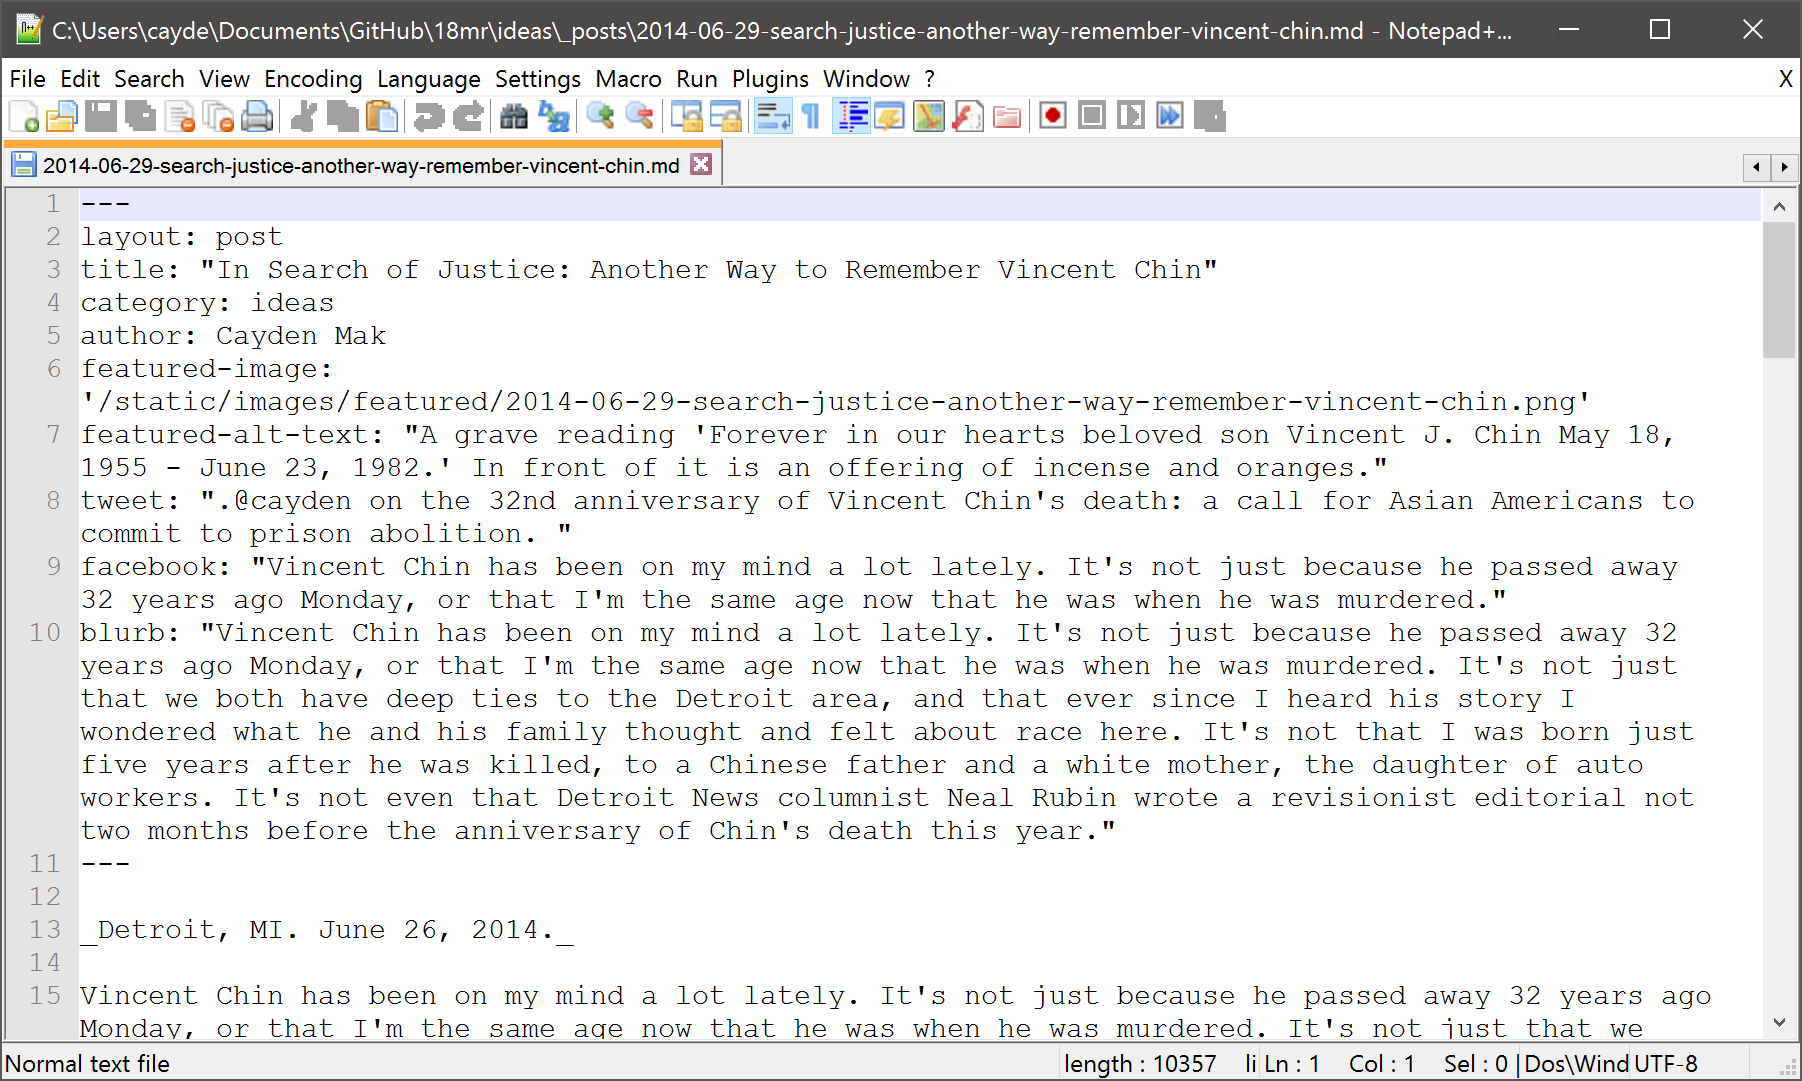 C:\Users\cayde\Documents\GitHub\18mr\ideas\_posts\2014-06-29-search-justice-another-way-remember-vincent-chin.md - Notepad+...
File Edit Search View Encoding Language Settings Macro Run Plugins Window ? X
2014-06-29-search-justice-another-way-remember-vincent-chin.md
1 ---
2 layout: post
3 title: "In Search of Justice: Another Way to Remember Vincent Chin"
4 category: ideas
5 author: Cayden Mak
6 featured-image:
'/static/images/featured/2014-06-29-search-justice-another-way-remember-vincent-chin.png'
7 featured-alt-text: "A grave reading 'Forever in our hearts beloved son Vincent J. Chin May 18,
1955 - June 23, 1982.' In front of it is an offering of incense and oranges."
8 tweet: ".@cayden on the 32nd anniversary of Vincent Chin's death: a call for Asian Americans to
commit to prison abolition. "
9 facebook: "Vincent Chin has been on my mind a lot lately. It's not just because he passed away
32 years ago Monday, or that I'm the same age now that he was when he was murdered."
10 blurb: "Vincent Chin has been on my mind a lot lately. It's not just because he passed away 32
years ago Monday, or that I'm the same age now that he was when he was murdered. It's not just
that we both have deep ties to the Detroit area, and that ever since I heard his story I
wondered what he and his family thought and felt about race here. It's not that I was born just
five years after he was killed, to a Chinese father and a white mother, the daughter of auto
workers. It's not even that Detroit News columnist Neal Rubin wrote a revisionist editorial not
two months before the anniversary of Chin's death this year."
11 ---
12
13 _Detroit, MI. June 26, 2014._
14
15 Vincent Chin has been on my mind a lot lately. It's not just because he passed away 32 years ago
Monday, or that I'm the same age now that he was when he was murdered. It's not just that we
Normal text file length : 10357 li Ln : 1 Col : 1 Sel : 0 | Dos\Wind UTF-8